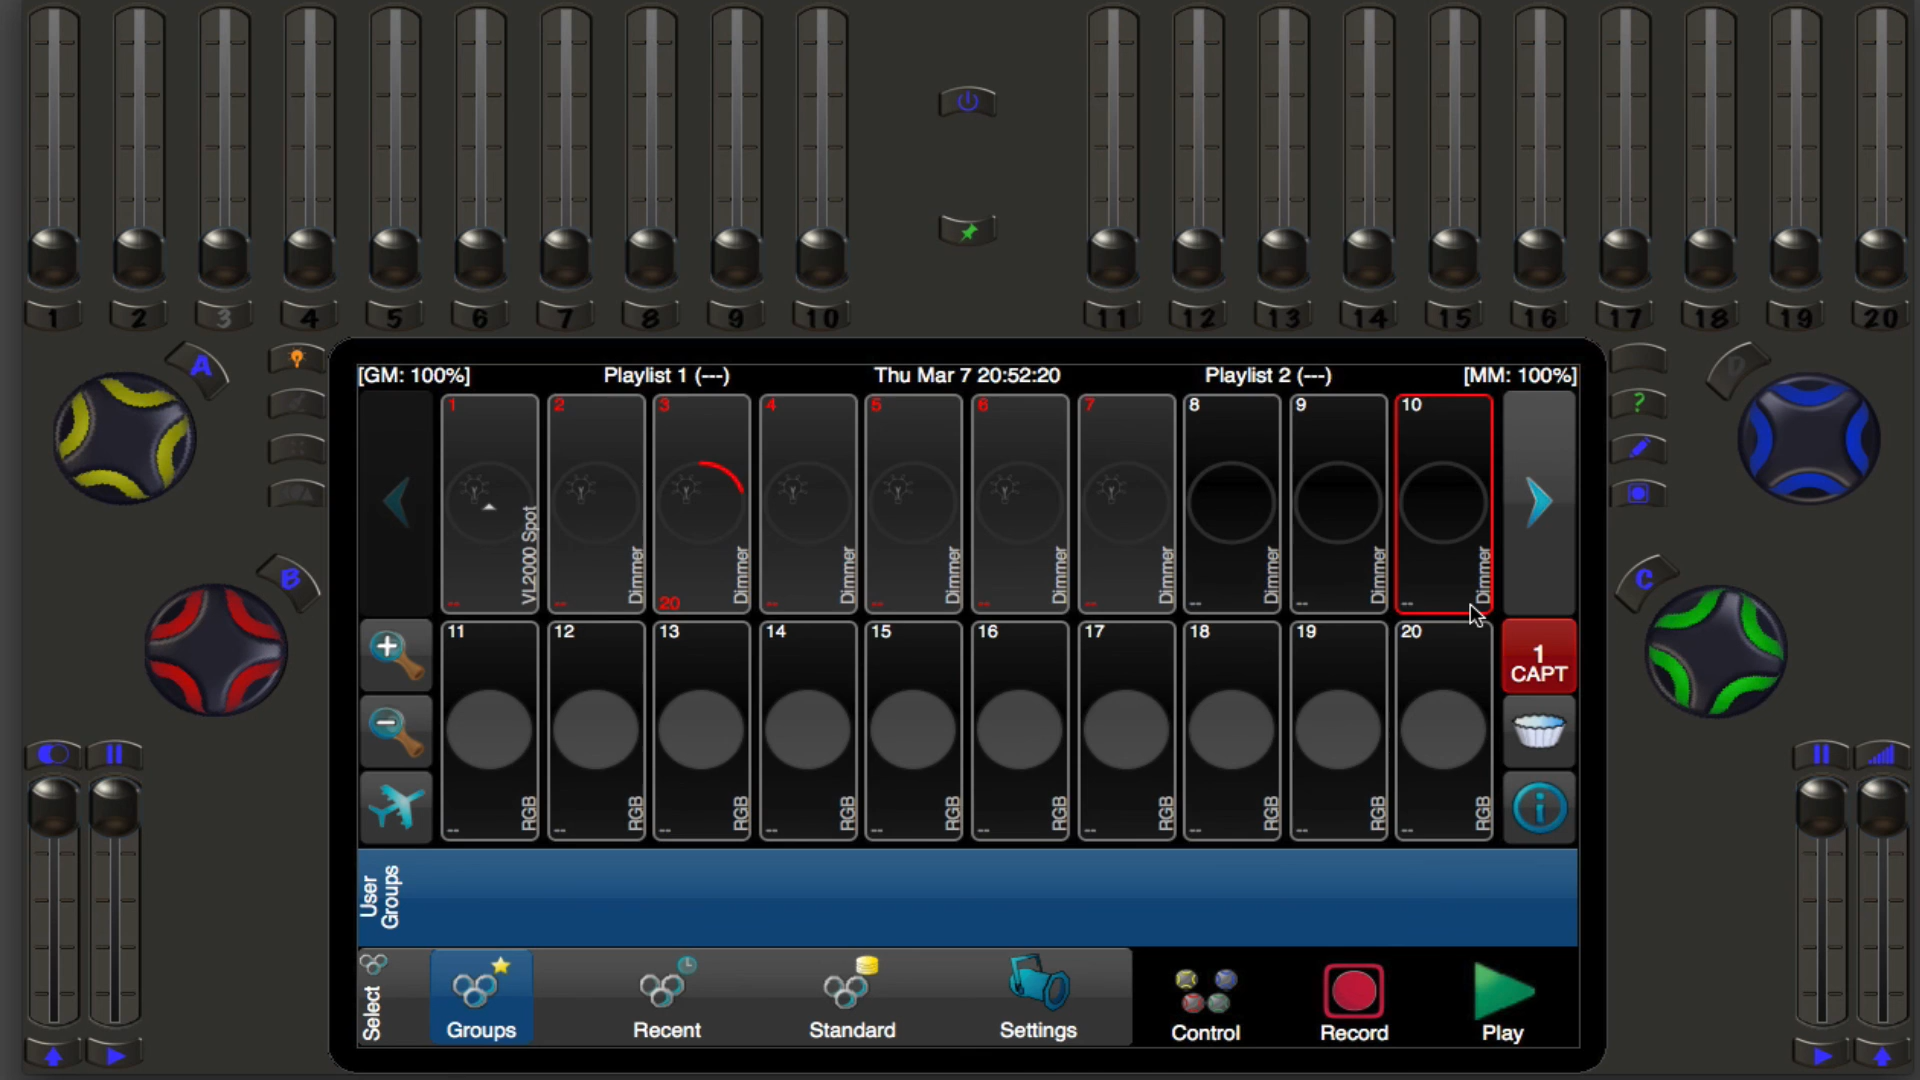 1 2 3 4 5 6 7 8 9 10 11 12 13 14 15 16 17 18 19 20
A
D
?
B
C
[GM: 100%] Playlist 1 (---) Thu Mar 7 20:52:20 Playlist 2 (---) [MM: 100%]
1 2 3 4 5 6 7 8 9 10
VL2000 Spot Dimmer Dimmer Dimmer Dimmer Dimmer Dimmer Dimmer Dimmer Dimmer
-- -- 20 -- -- -- -- -- -- --
11 12 13 14 15 16 17 18 19 20
1
CAPT
RGB RGB RGB RGB RGB RGB RGB RGB RGB RGB
-- -- -- -- -- -- -- -- -- --
User
Groups
Select
Groups Recent Standard Settings Control Record Play